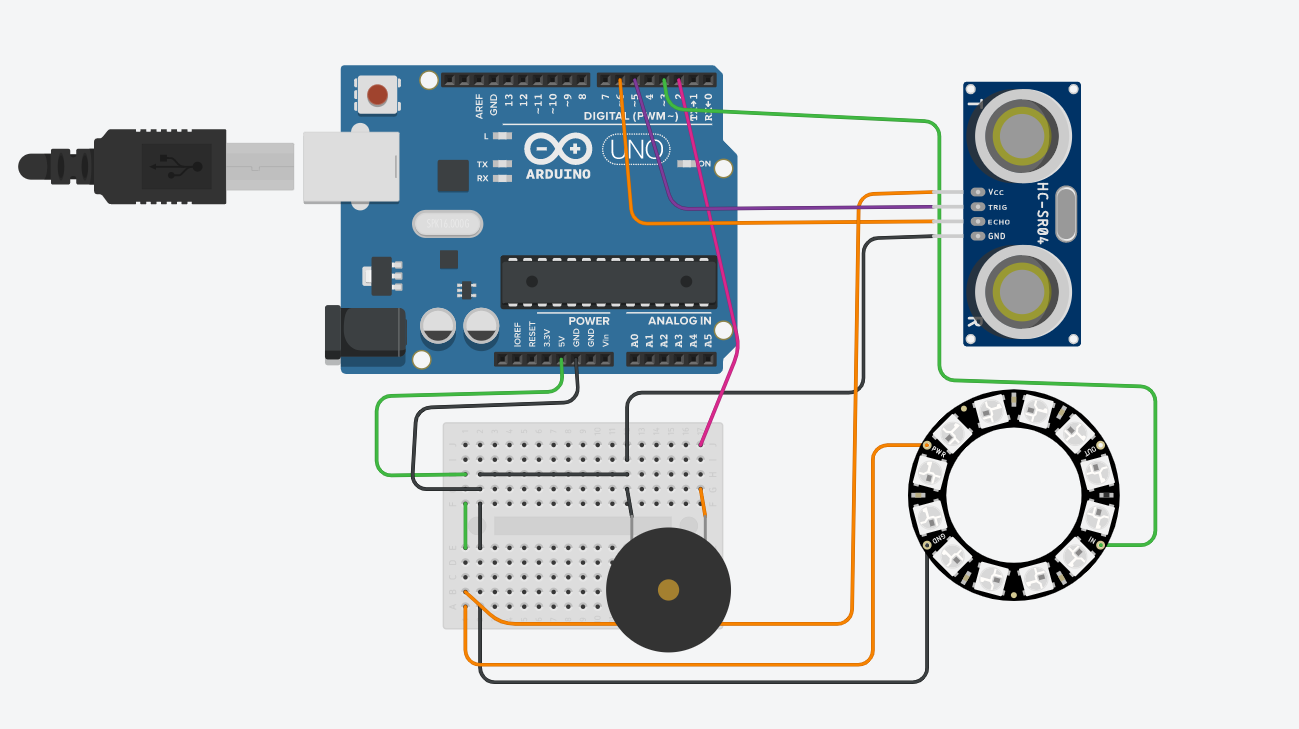 AREF
GND
13
12
~11
~10
~9
8
7
~6
~5
4
~3
2
TX→1
RX←0
DIGITAL (PWM~)
L
TX
RX
ARDUINO
UNO
ON
POWER
ANALOG IN
IOREF
RESET
3.3V
5V
GND
GND
Vin
A0
A1
A2
A3
A4
A5
T
VCC
TRIG
ECHO
GND
HC-SR04
R
PWR
OUT
GND
IN